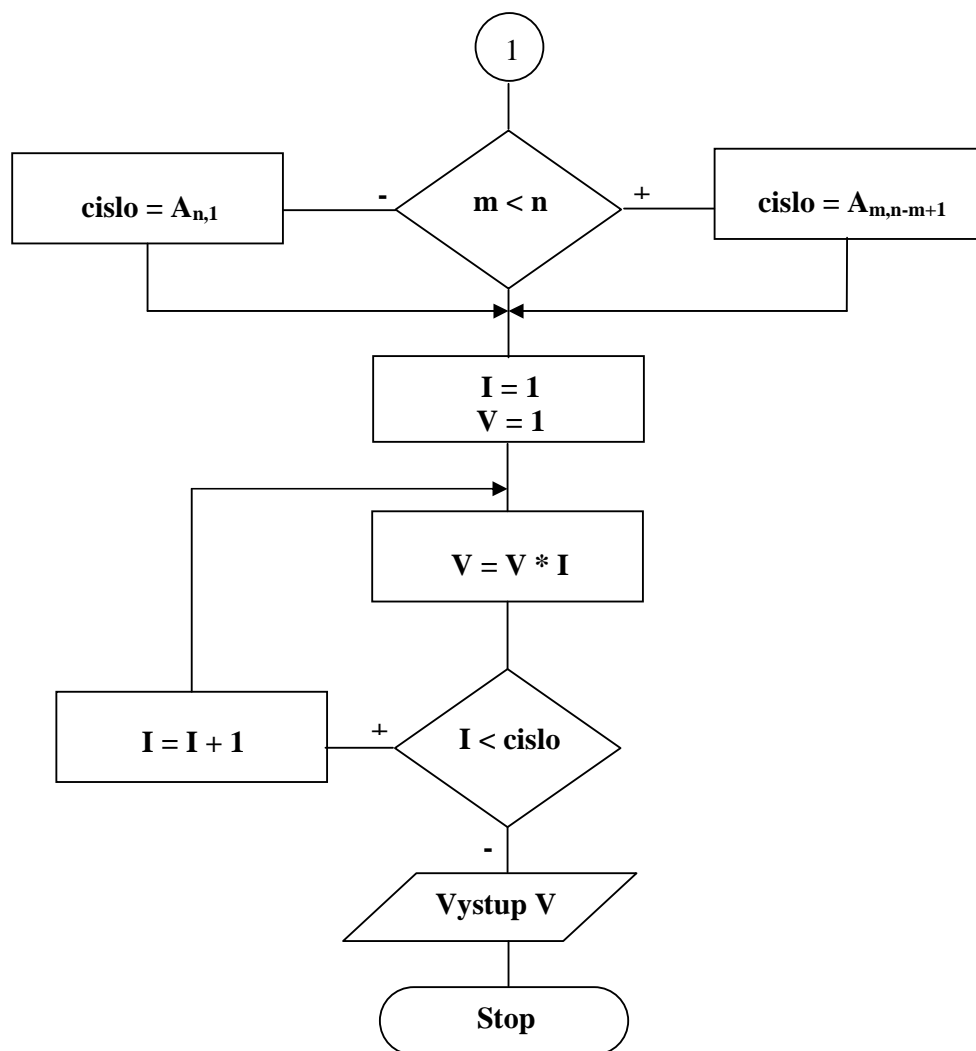 1
m < n
-
+
cislo = Aₙ,₁
cislo = Aₘ,ₙ₋ₘ₊₁
I = 1
V = 1
V = V * I
I = I + 1
+
I < cislo
-
Vystup V
Stop